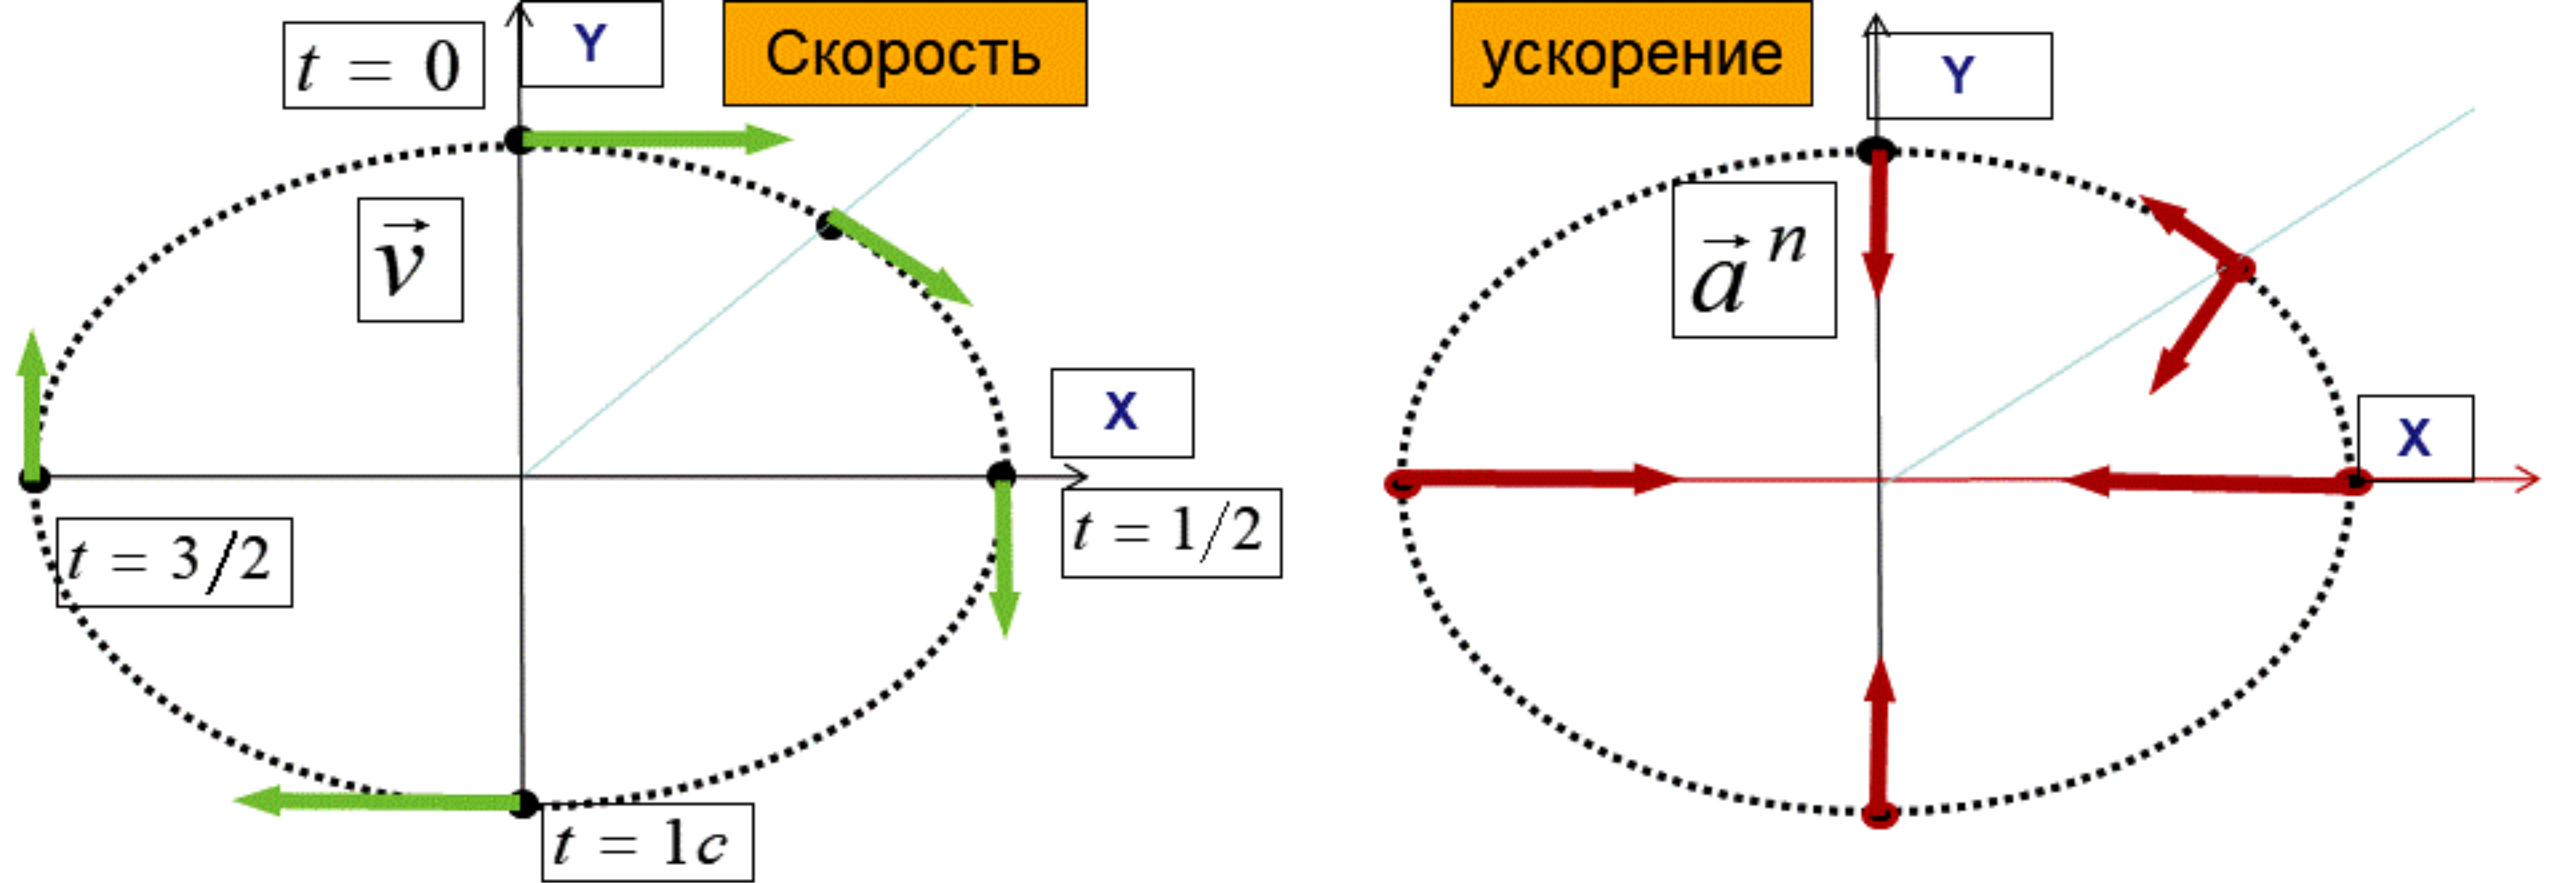 t = 0
Y
Скорость
v⃗
X
t = 1/2
t = 3/2
t = 1c
ускорение
Y
a⃗ ⁿ
X